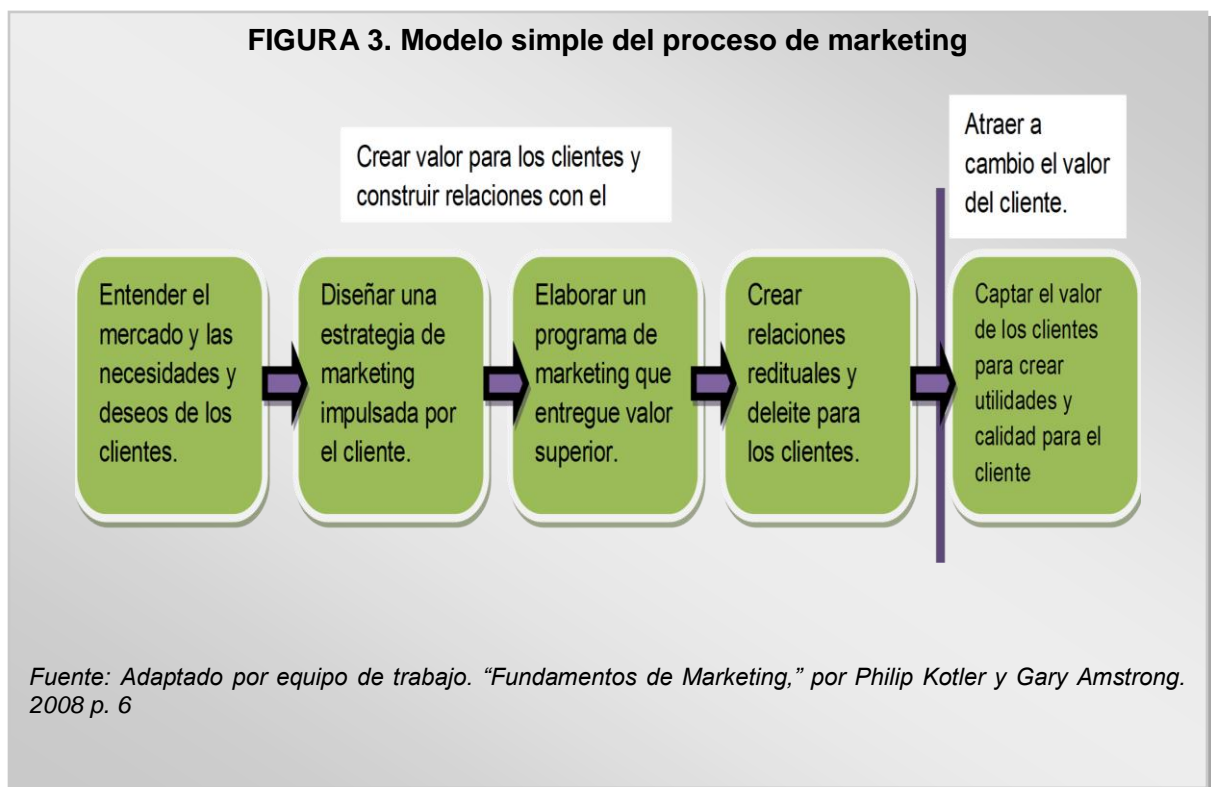 FIGURA 3. Modelo simple del proceso de marketing
Crear valor para los clientes y
construir relaciones con el
Atraer a
cambio el valor
del cliente.
Entender el
mercado y las
necesidades y
deseos de los
clientes.
Diseñar una
estrategia de
marketing
impulsada por
el cliente.
Elaborar un
programa de
marketing que
entregue valor
superior.
Crear
relaciones
redituales y
deleite para
los clientes.
Captar el valor
de los clientes
para crear
utilidades y
calidad para el
cliente
Fuente: Adaptado por equipo de trabajo. “Fundamentos de Marketing,” por Philip Kotler y Gary Amstrong.
2008 p. 6